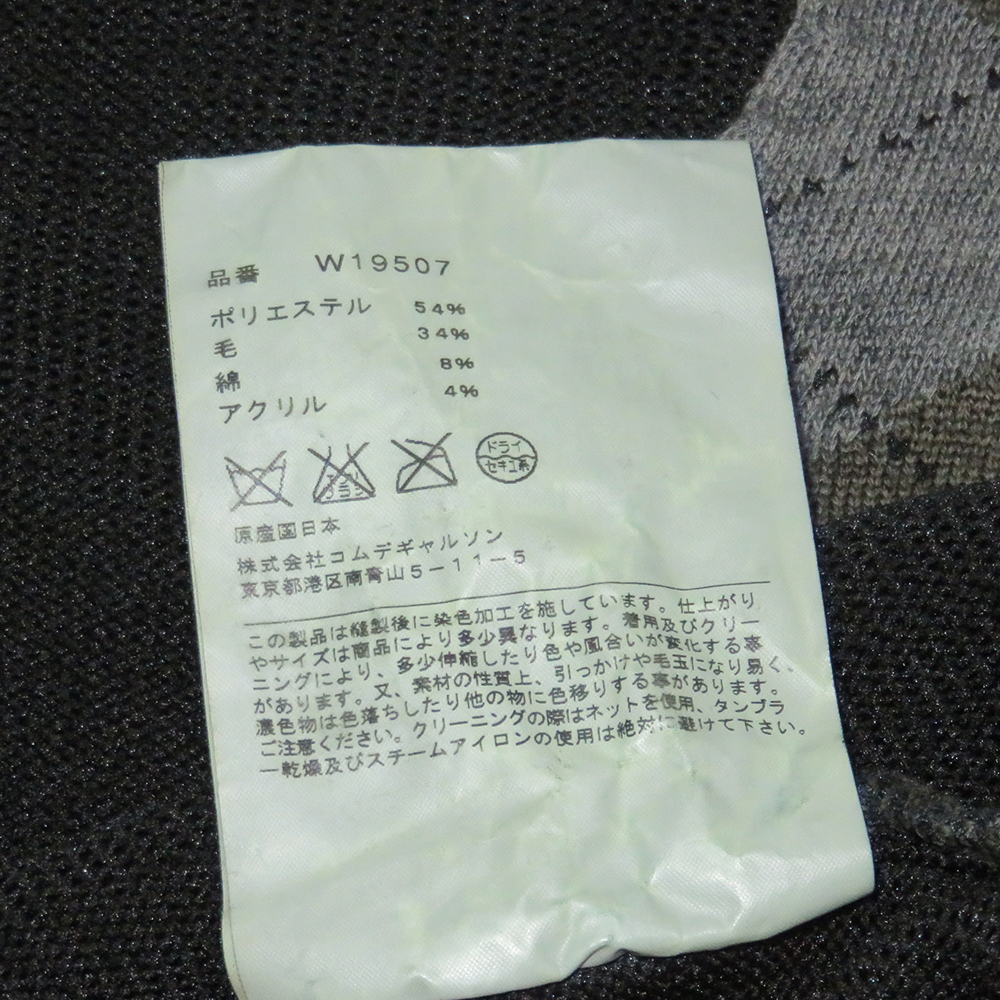 品番 W19507
ポリエステル 54%
毛 34%
綿 8%
アクリル 4%
エンソ サラシ ドライ
セキユ系
原産国日本
株式会社コムデギャルソン
東京都港区南青山5-11-5
この製品は縫製後に染色加工を施しています。仕上がり
やサイズは商品により多少異なります。着用及びクリー
ニングにより、多少伸縮したり色や風合いが変化する事
があります。又、素材の性質上、引っかけや毛玉になり易く、
濃色物は色落ちしたり他の物に色移りする事があります。
ご注意ください。クリーニングの際はネットを使用、タンブラ
ー乾燥及びスチームアイロンの使用は絶対に避けて下さい。